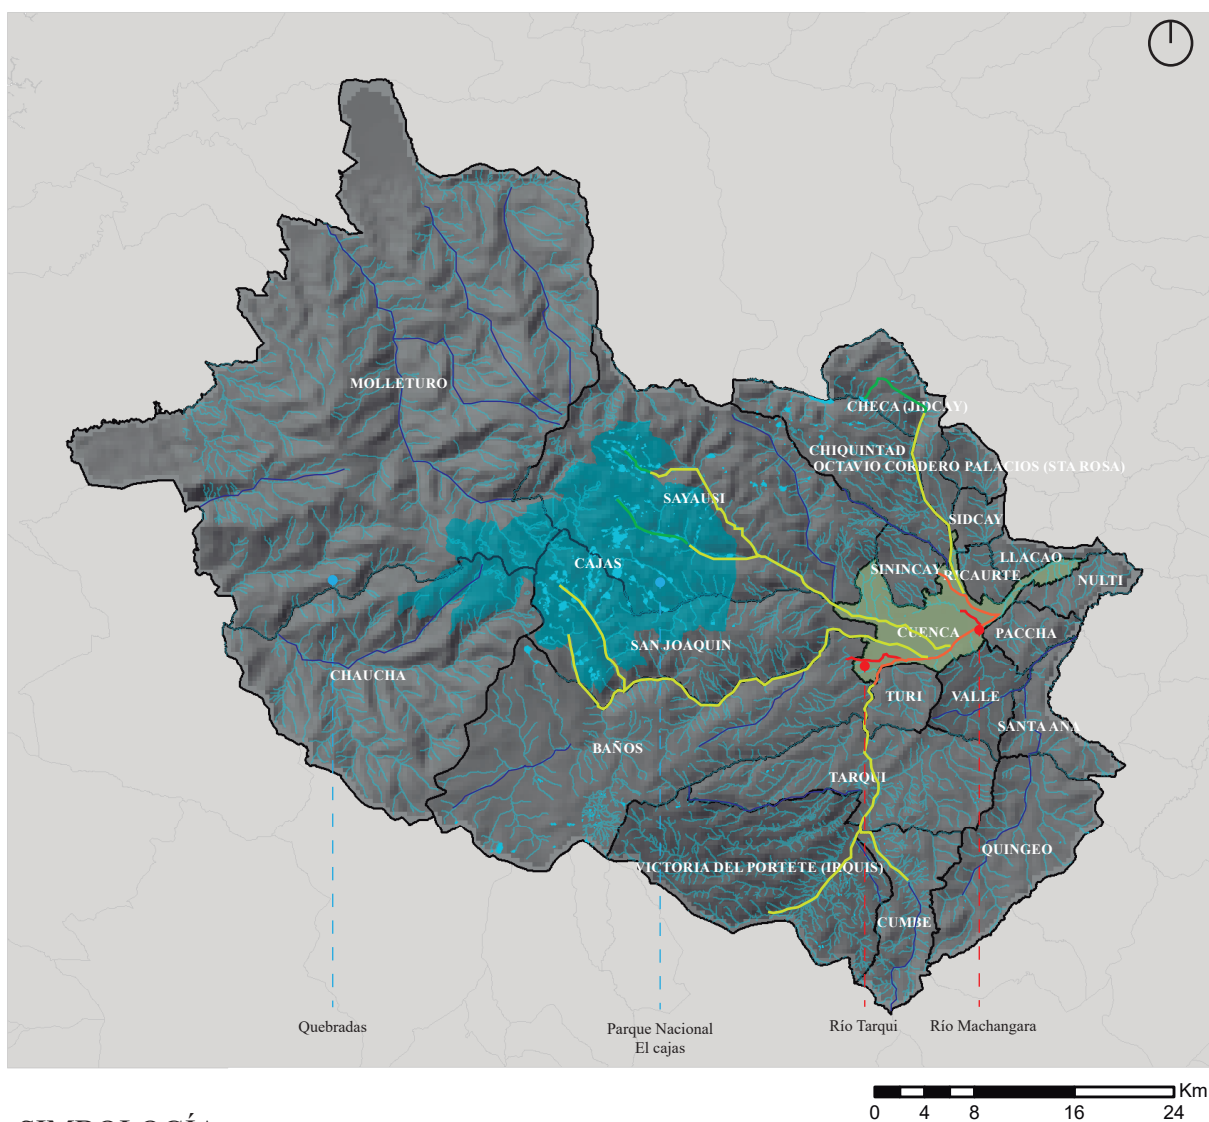 MOLLETURO
CHECA (JIDCAY)
CHIQUINTAD
OCTAVIO CORDERO PALACIOS (STA ROSA)
SAYAUSI
SIDCAY
LLACAO
CAJAS
SININCAY
RICAURTE
NULTI
SAN JOAQUIN
CUENCA
PACCHA
CHAUCHA
TURI
VALLE
SANTA ANA
BAÑOS
TARQUI
QUINGEO
VICTORIA DEL PORTETE (IRQUIS)
CUMBE
Quebradas
Parque Nacional
El cajas
Río Tarqui
Río Machangara
Km
0 4 8 16 24
SIMBOLOGÍA